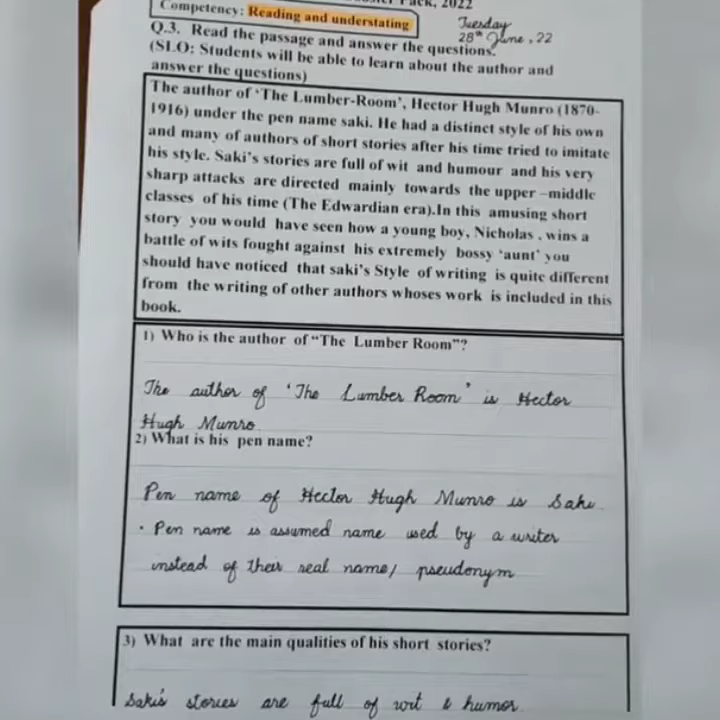 Pack, 2022
Competency: Reading and understating
Tuesday
28th June, 22
Q.3. Read the passage and answer the questions.
(SLO: Students will be able to learn about the author and
answer the questions)
The author of ‘The Lumber-Room’, Hector Hugh Munro (1870-
1916) under the pen name saki. He had a distinct style of his own
and many of authors of short stories after his time tried to imitate
his style. Saki’s stories are full of wit and humour and his very
sharp attacks are directed mainly towards the upper –middle
classes of his time (The Edwardian era).In this amusing short
story you would have seen how a young boy, Nicholas , wins a
battle of wits fought against his extremely bossy ‘aunt’ you
should have noticed that saki’s Style of writing is quite different
from the writing of other authors whoses work is included in this
book.
1) Who is the author of “The Lumber Room”?
The author of ‘The Lumber Room’ is Hector
Hugh Munro
2) What is his pen name?
Pen name of Hector Hugh Munro is Saki.
• Pen name is assumed name used by a writer
instead of their real name/ pseudonym
3) What are the main qualities of his short stories?
Saki's stories are full of wit & humor